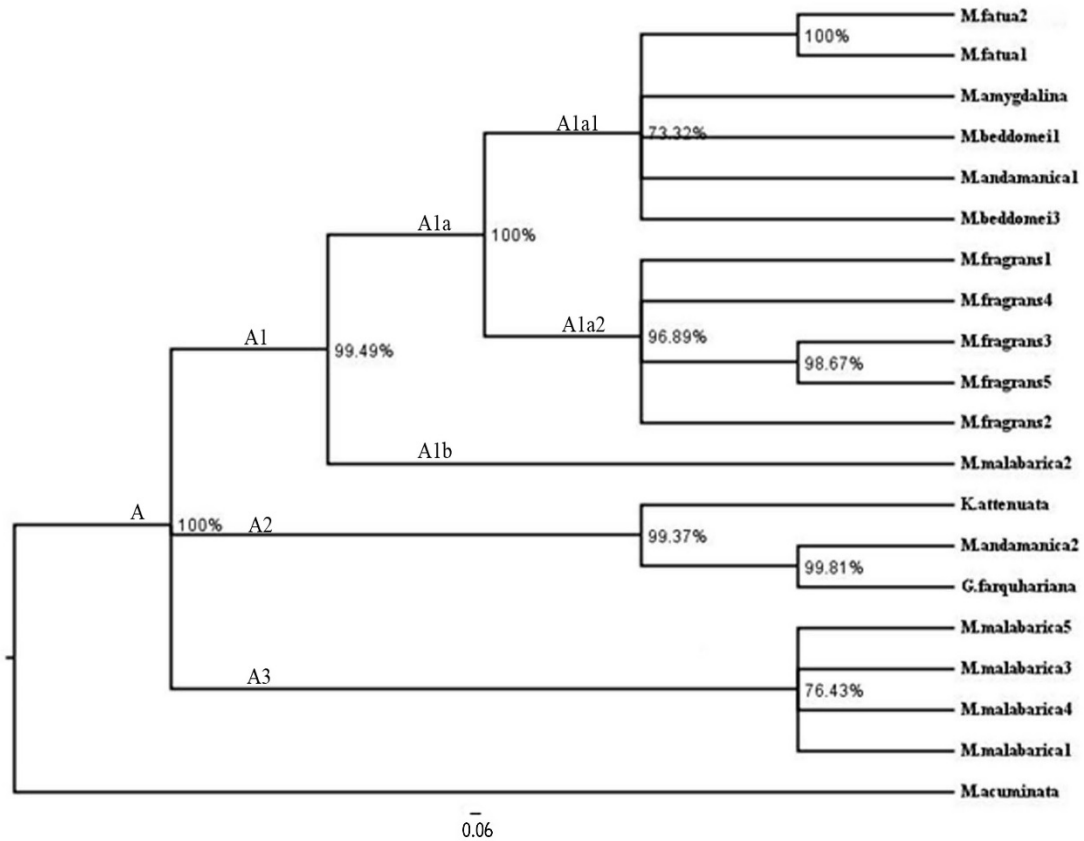 M.fatua2
100%
M.fatua1
M.amygdalina
A1a1
73.32%
M.beddomei1
M.andamanica1
M.beddomei3
A1a
100%
M.fragrans1
M.fragrans4
A1a2
96.89%
M.fragrans3
98.67%
M.fragrans5
A1
99.49%
M.fragrans2
A1b
M.malabarica2
K.attenuata
A
100%
A2
99.37%
M.andamanica2
99.81%
G.farquhariana
M.malabarica5
M.malabarica3
A3
76.43%
M.malabarica4
M.malabarica1
M.acuminata
0.06